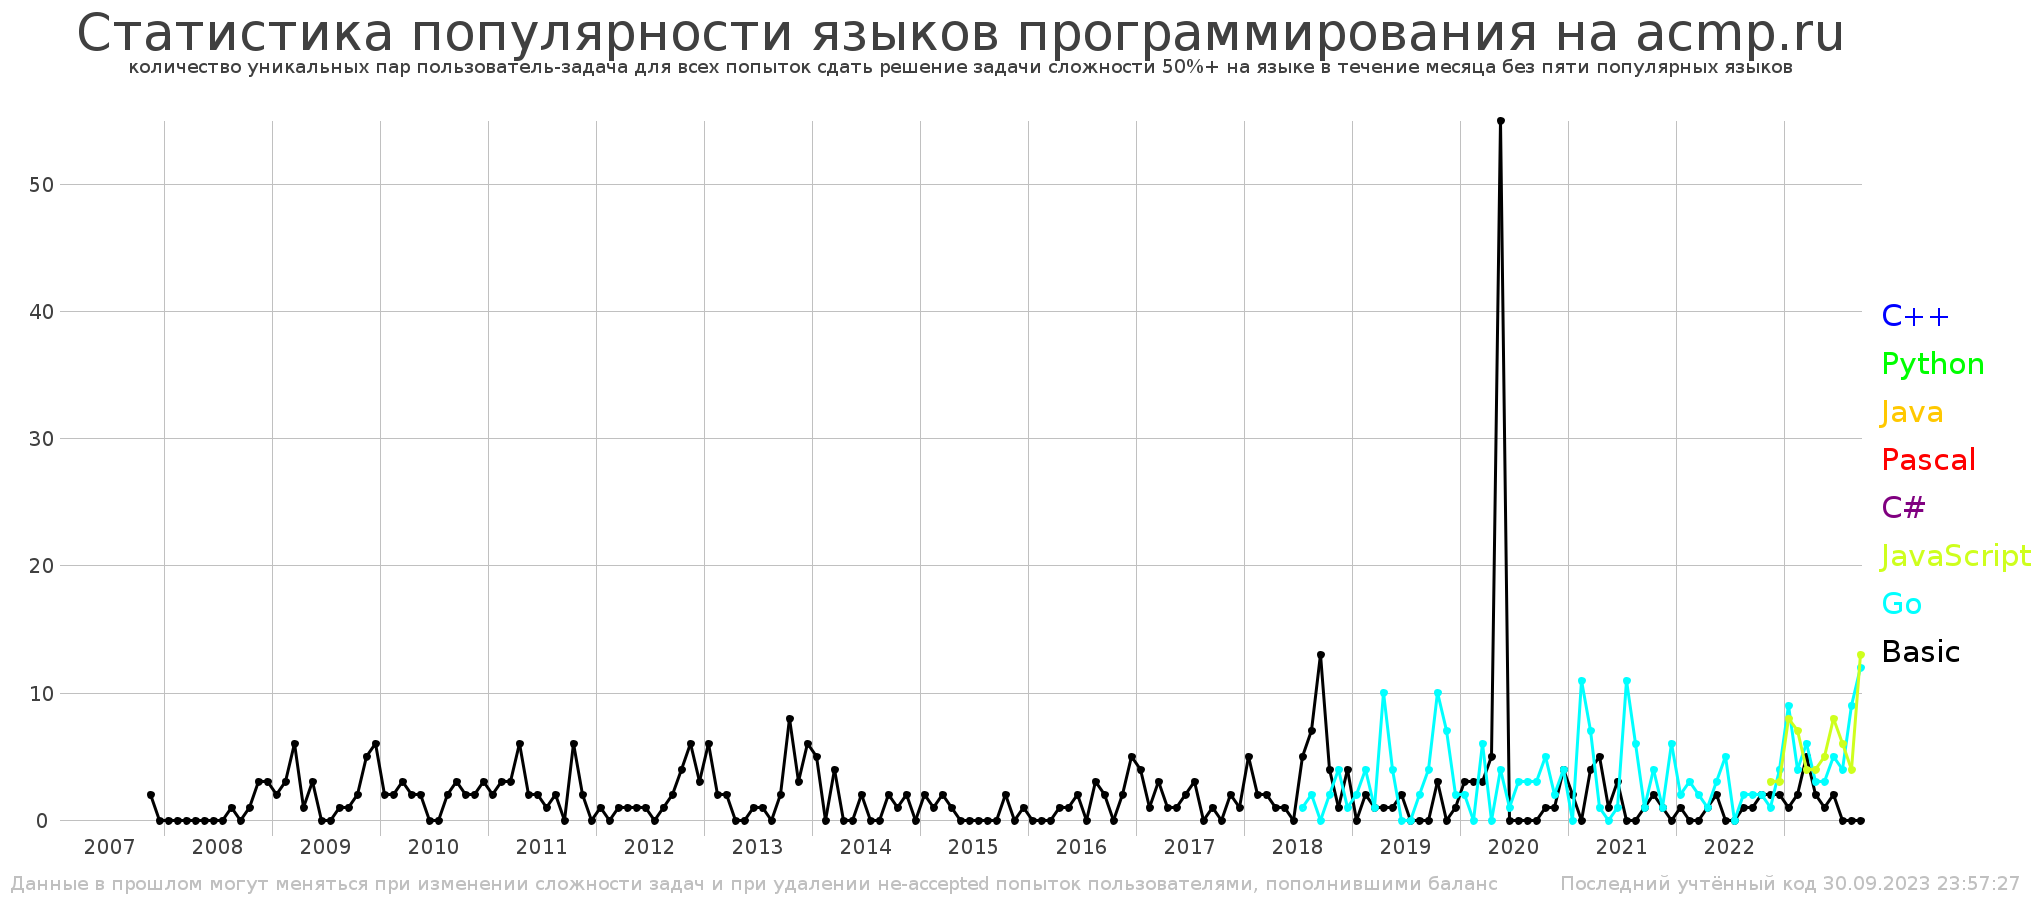 Статистика популярности языков программирования на acmp.ru
количество уникальных пар пользователь-задача для всех попыток сдать решение задачи сложности 50%+ на языке в течение месяца без пяти популярных языков
50
40
30
20
10
0
C++
Python
Java
Pascal
C#
JavaScript
Go
Basic
2007 2008 2009 2010 2011 2012 2013 2014 2015 2016 2017 2018 2019 2020 2021 2022
Данные в прошлом могут меняться при изменении сложности задач и при удалении не-accepted попыток пользователями, пополнившими баланс Последний учтённый код 30.09.2023 23:57:27